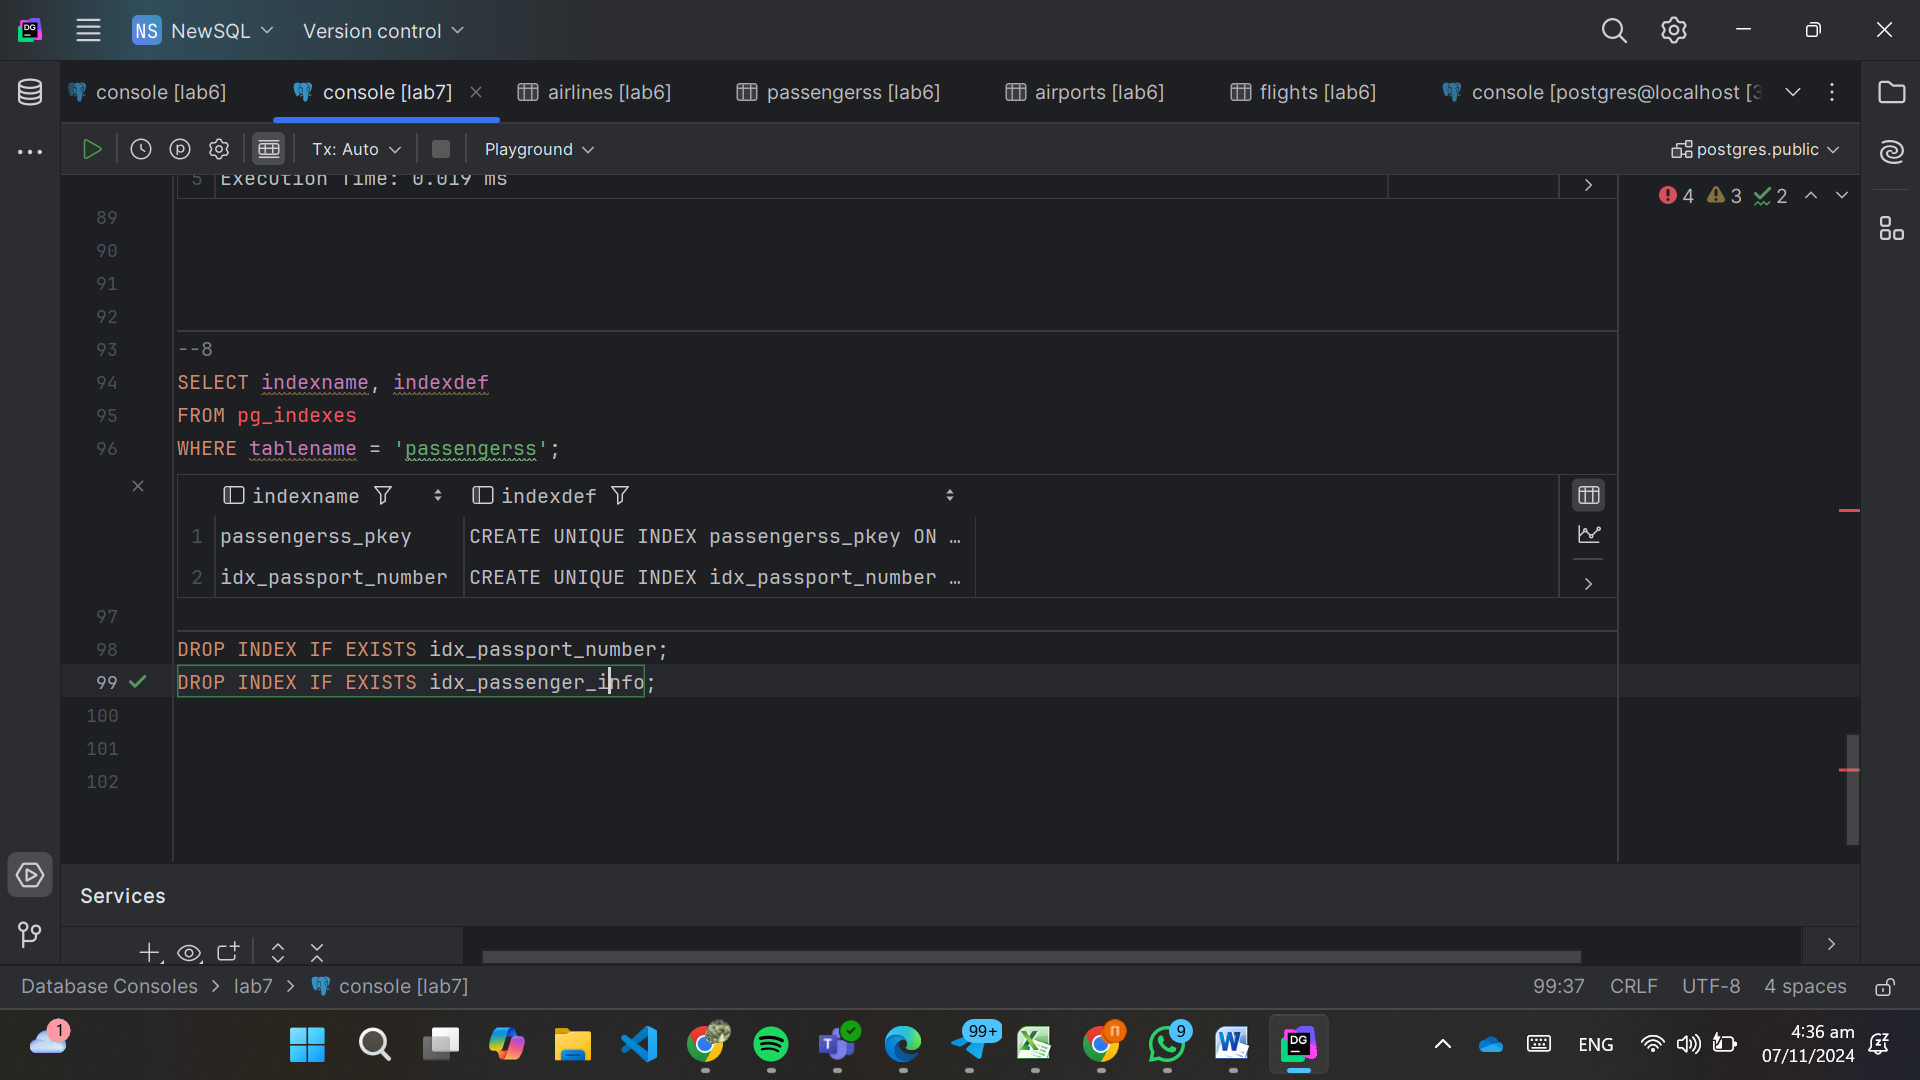 DG NS NewSQL Version control
console [lab6] console [lab7] airlines [lab6] passengerss [lab6] airports [lab6] flights [lab6] console [postgres@localhost [
Tx: Auto Playground postgres.public
5 Execution Time: 0.019 ms
4 3 2
89
90
91
92
93 --8
94 SELECT indexname, indexdef
95 FROM pg_indexes
96 WHERE tablename = 'passengerss';
indexname indexdef
1 passengerss_pkey CREATE UNIQUE INDEX passengerss_pkey ON …
2 idx_passport_number CREATE UNIQUE INDEX idx_passport_number …
97
98 DROP INDEX IF EXISTS idx_passport_number;
99 DROP INDEX IF EXISTS idx_passenger_info;
100
101
102
Services
Database Consoles > lab7 > console [lab7] 99:37 CRLF UTF-8 4 spaces
1 99+ п 9 DG ENG 4:36 am
07/11/2024